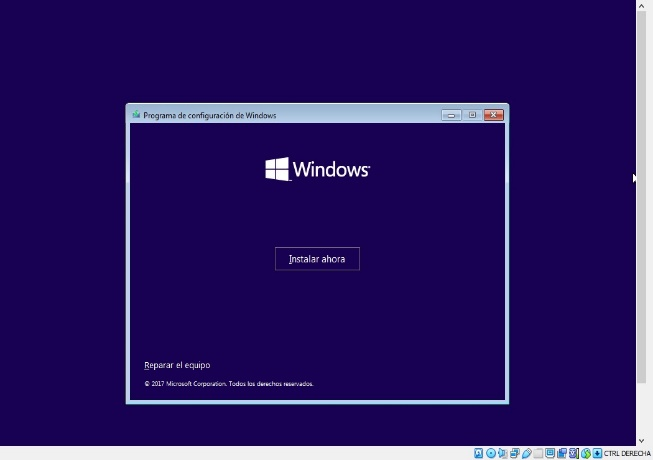 Programa de configuración de Windows
Windows
Instalar ahora
Reparar el equipo
© 2017 Microsoft Corporation. Todos los derechos reservados.
CTRL DERECHA